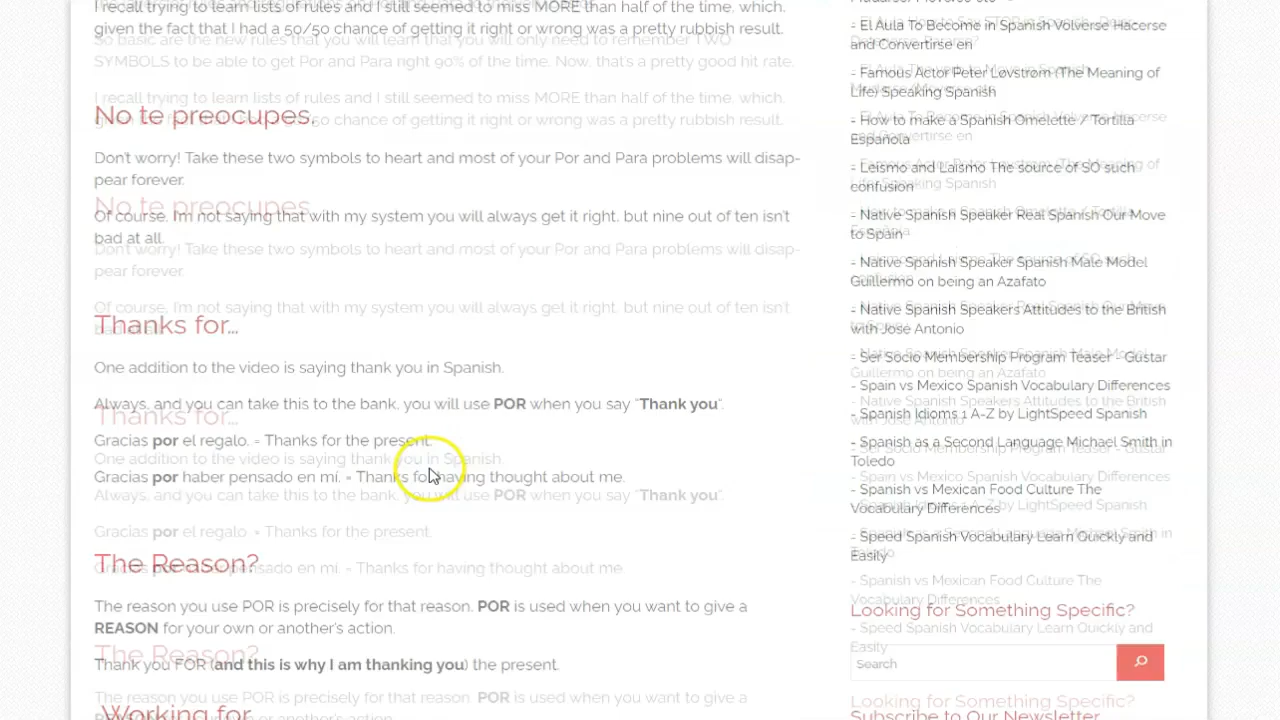 I recall trying to learn lists of rules and I still seemed to miss MORE than half of the time, which,
given the fact that I had a 50/50 chance of getting it right or wrong was a pretty rubbish result.
No te preocupes.
Don't worry! Take these two symbols to heart and most of your Por and Para problems will disap-
pear forever.
Of course, I'm not saying that with my system you will always get it right, but nine out of ten isn't
bad at all.
Thanks for…
One addition to the video is saying thank you in Spanish.
Always, and you can take this to the bank, you will use POR when you say "Thank you".
Gracias por el regalo. = Thanks for the present.
Gracias por haber pensado en mí. = Thanks for having thought about me.
The Reason?
The reason you use POR is precisely for that reason. POR is used when you want to give a
REASON for your own or another's action.
Thank you FOR (and this is why I am thanking you) the present.
Working for
- El Aula To Become in Spanish Volverse Hacerse
and Convertirse en
- Famous Actor Peter Løvstrøm (The Meaning of
Life) Speaking Spanish
- How to make a Spanish Omelette / Tortilla
Española
- Leismo and Laismo The source of SO such
confusion
- Native Spanish Speaker Real Spanish Our Move
to Spain
- Native Spanish Speaker Spanish Male Model
Guillermo on being an Azafato
- Native Spanish Speakers Attitudes to the British
with Jose Antonio
- Ser Socio Membership Program Teaser - Gustar
- Spain vs Mexico Spanish Vocabulary Differences
- Spanish Idioms 1 A-Z by LightSpeed Spanish
- Spanish as a Second Language Michael Smith in
Toledo
- Spanish vs Mexican Food Culture The
Vocabulary Differences
- Speed Spanish Vocabulary Learn Quickly and
Easily
Looking for Something Specific?
Search
Subscribe to Our Newsletter